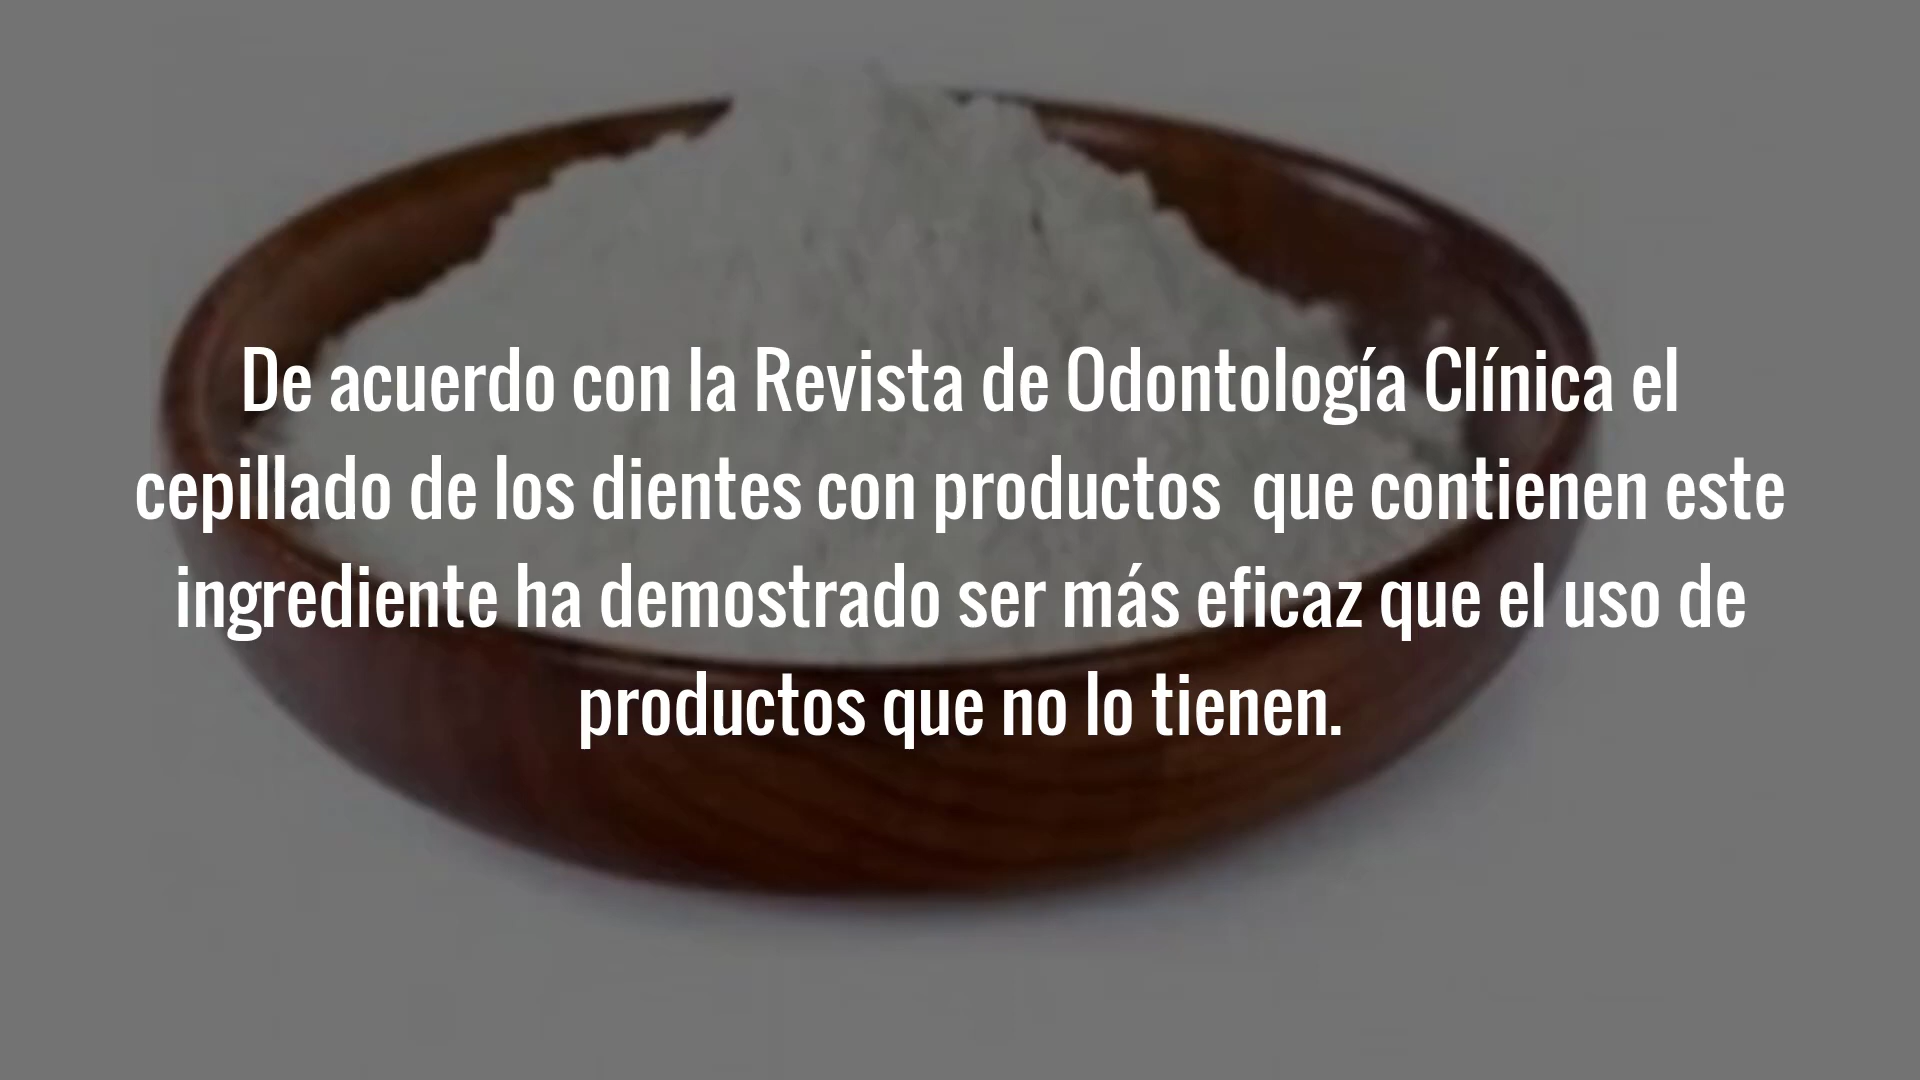 De acuerdo con la Revista de Odontología Clínica el
cepillado de los dientes con productos  que contienen este
ingrediente ha demostrado ser más eficaz que el uso de
productos que no lo tienen.